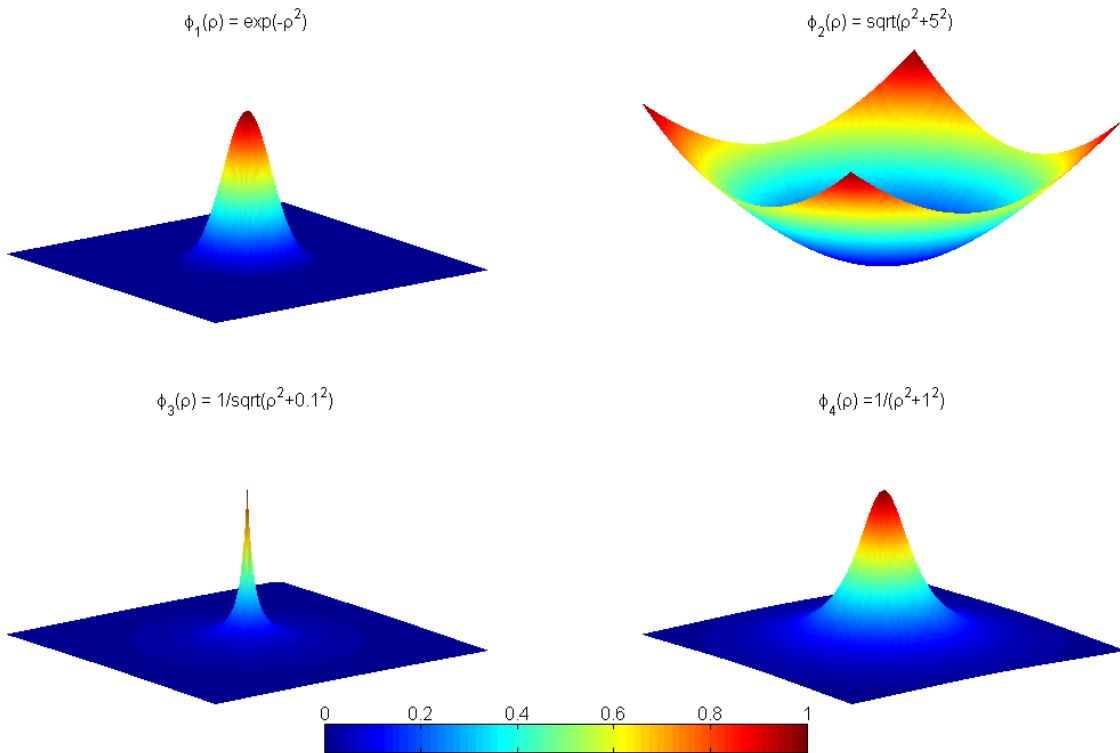 ϕ₁(ρ) = exp(-ρ²)
ϕ₂(ρ) = sqrt(ρ²+5²)
ϕ₃(ρ) = 1/sqrt(ρ²+0.1²)
ϕ₄(ρ) =1/(ρ²+1²)
0 0.2 0.4 0.6 0.8 1